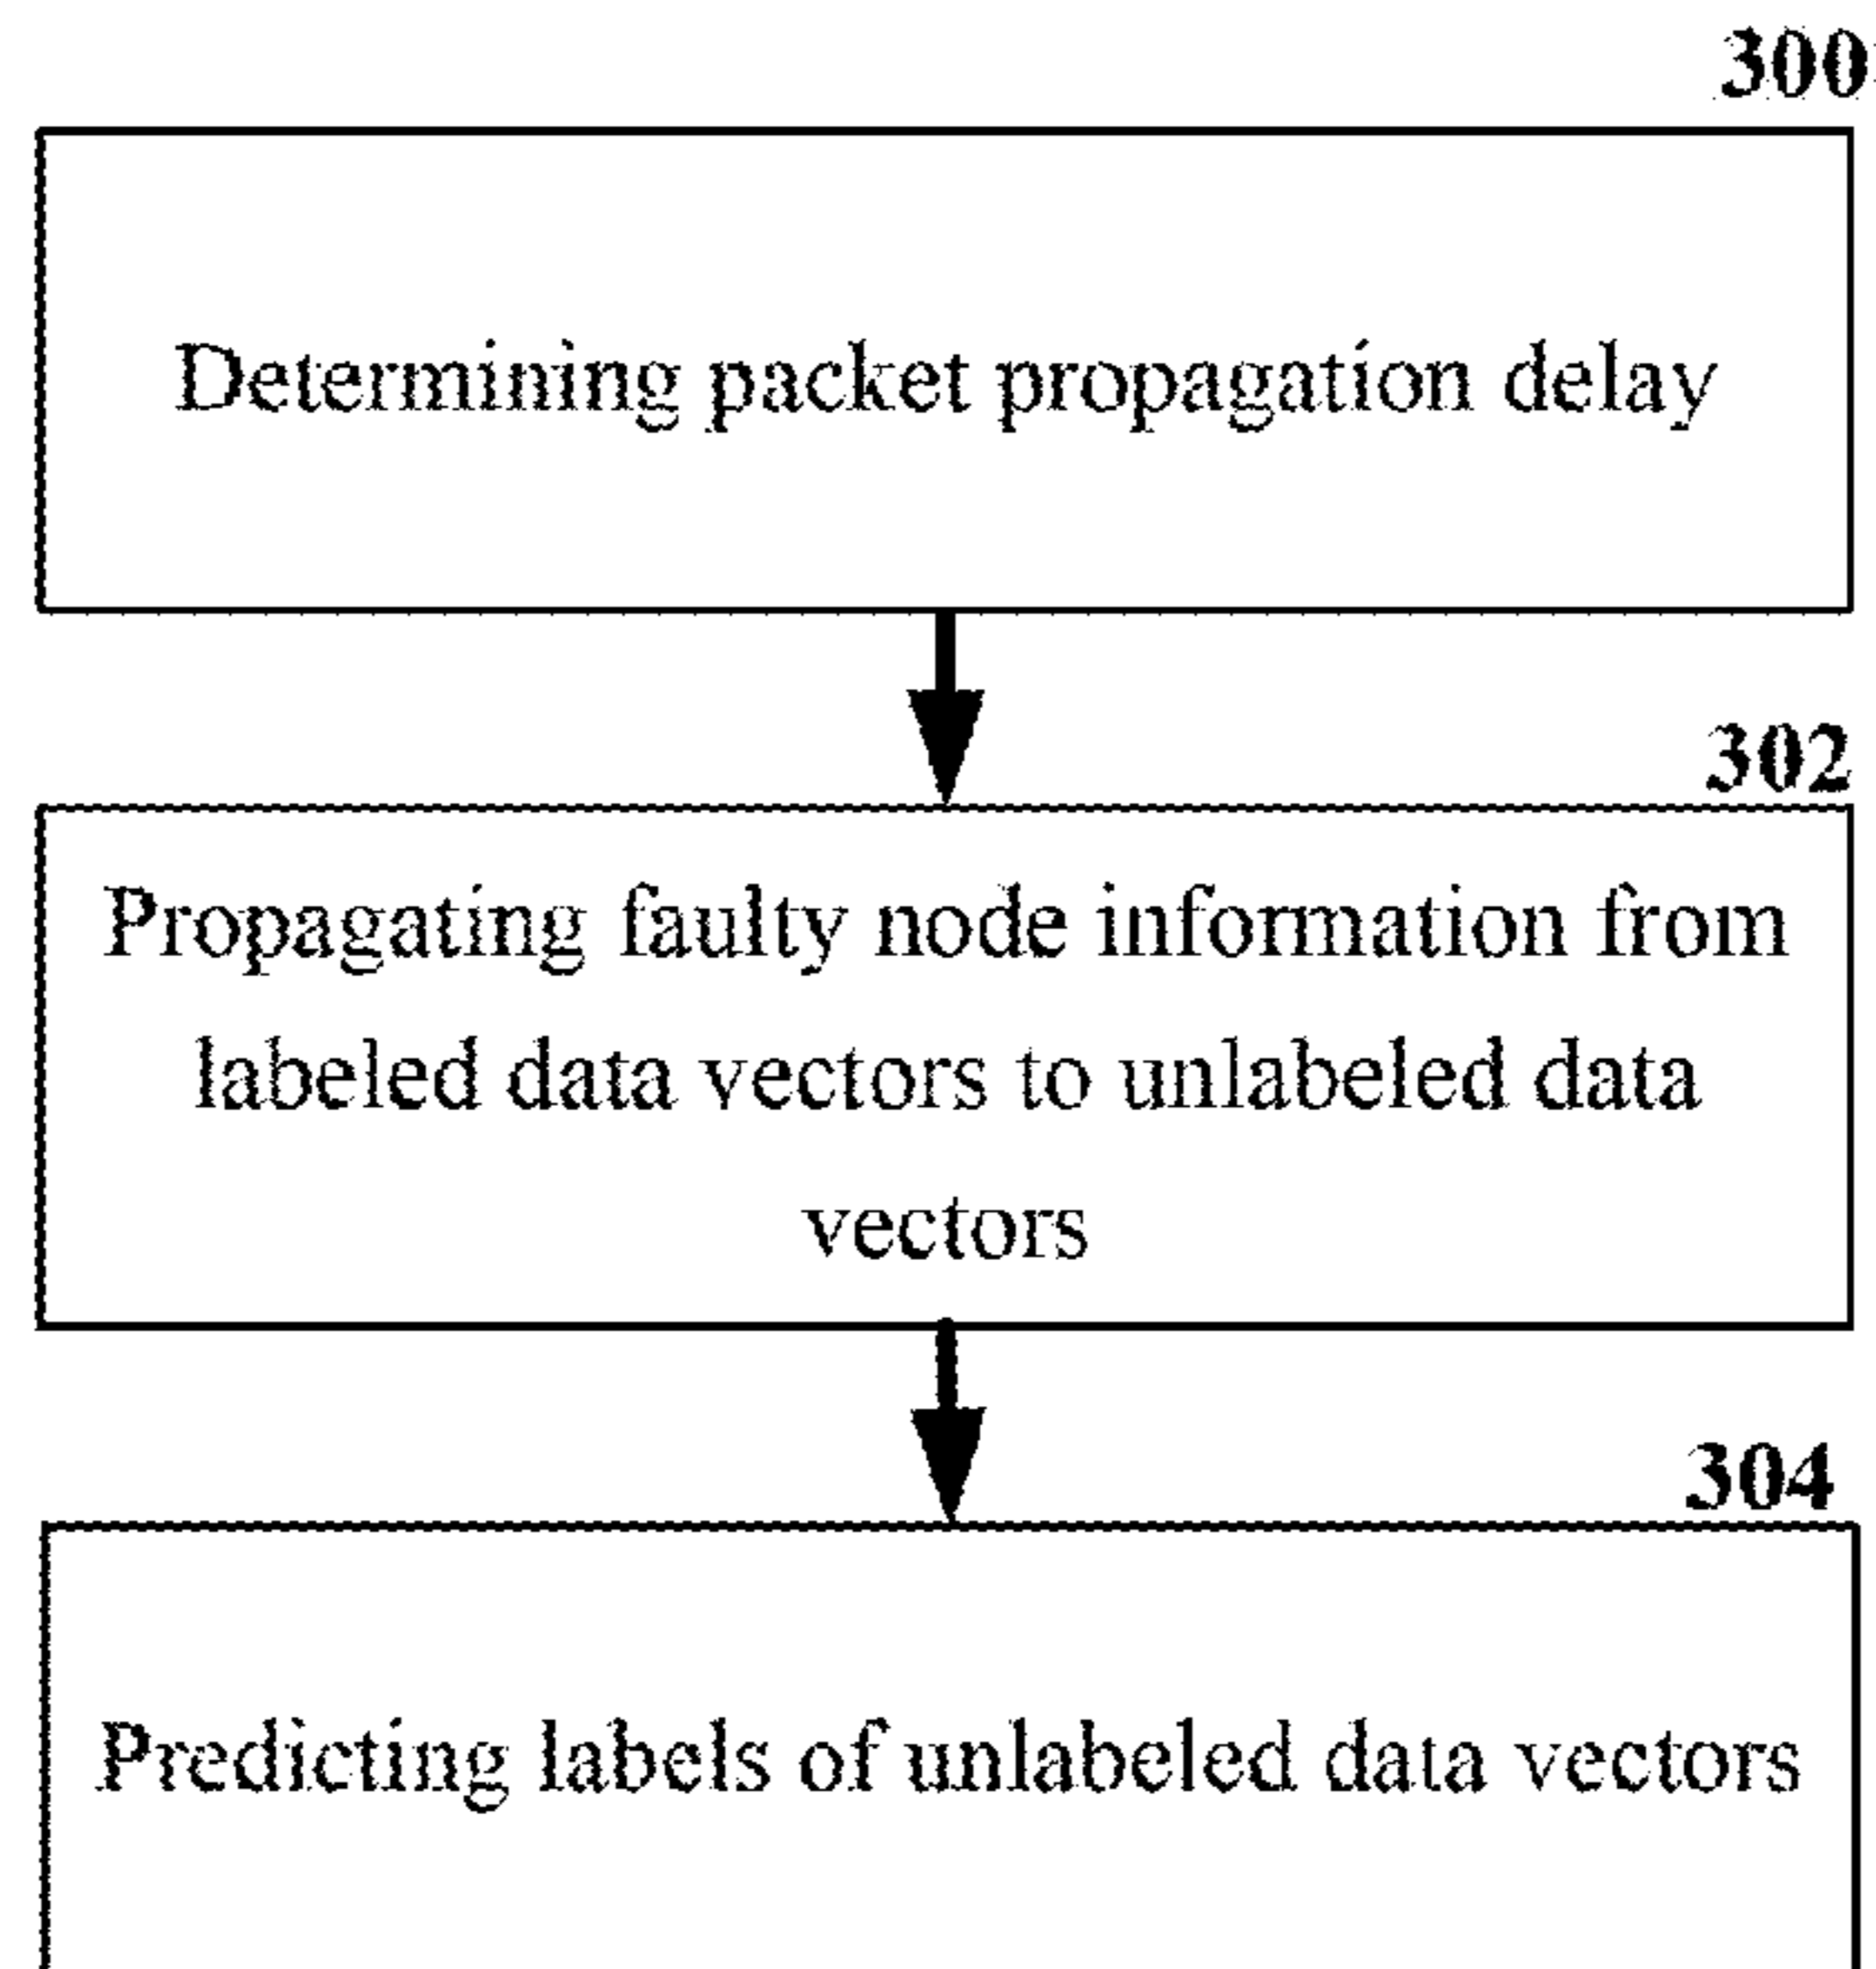 300
Determining packet propagation delay
302
Propagating faulty node information from
labeled data vectors to unlabeled data
vectors
304
Predicting labels of unlabeled data vectors